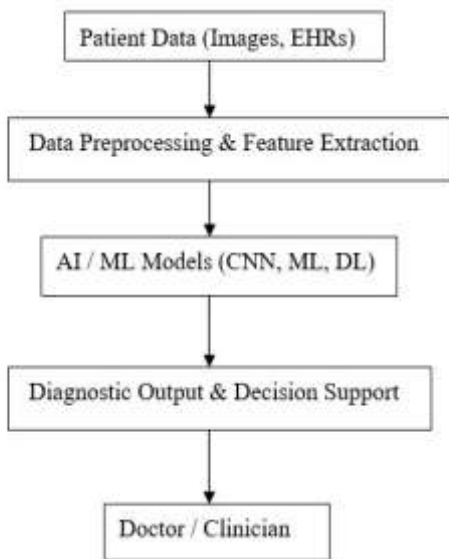 Patient Data (Images, EHRs)
Data Preprocessing & Feature Extraction
AI / ML Models (CNN, ML, DL)
Diagnostic Output & Decision Support
Doctor / Clinician